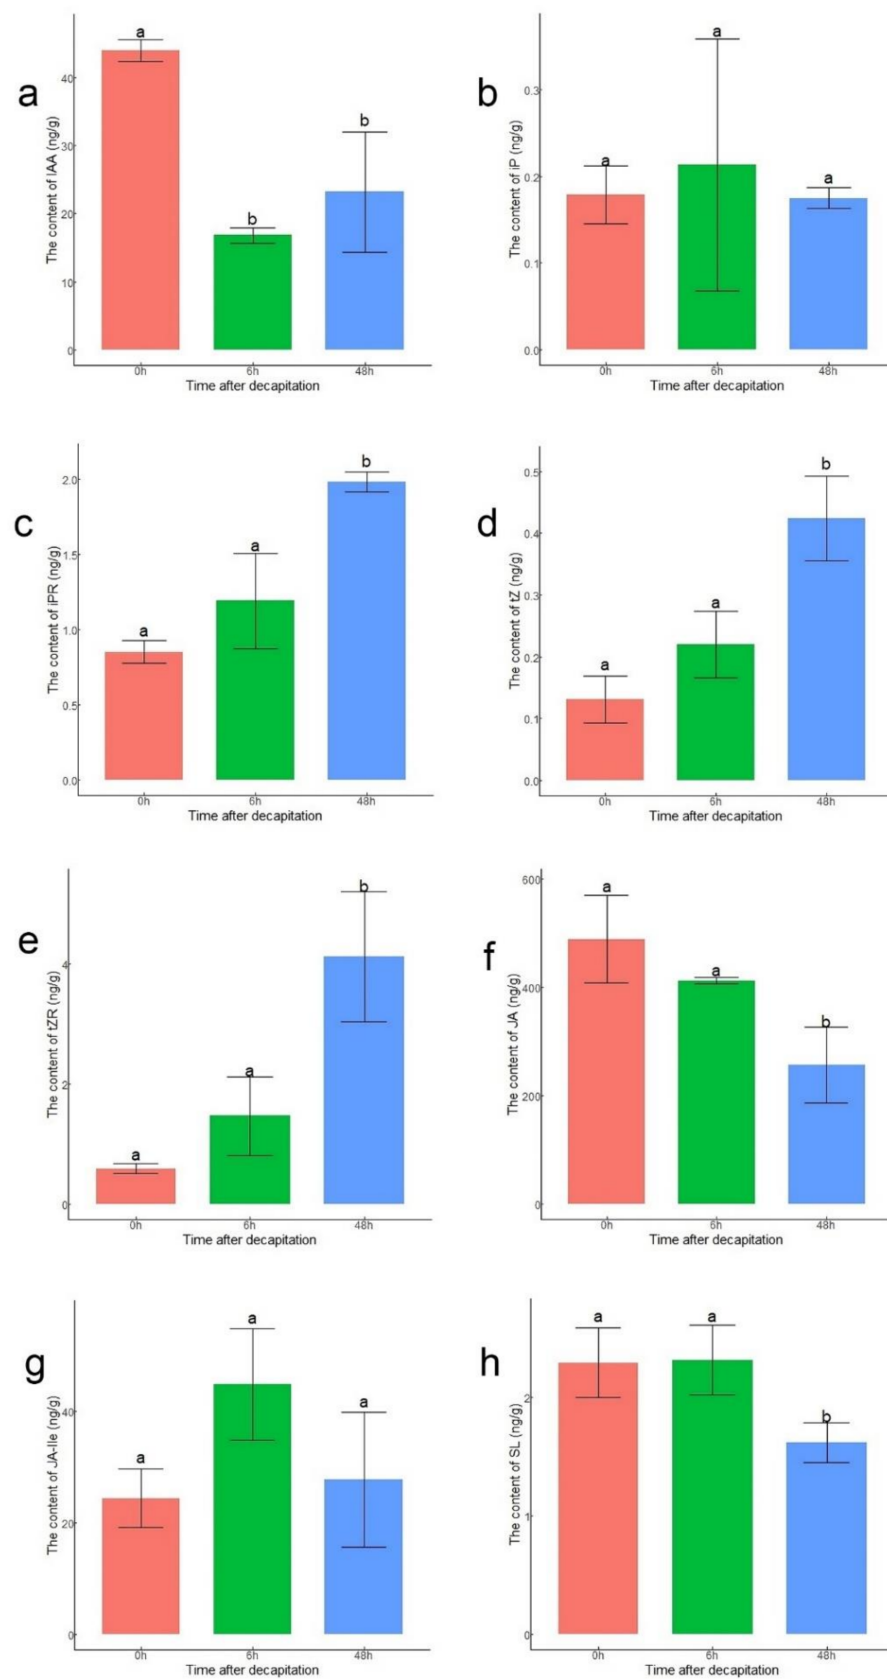 a
The content of IAA (ng/g)
40
30
20
10
0
a
b
b
0h
6h
48h
Time after decapitation
b
The content of iP (ng/g)
0.3
0.2
0.1
0.0
a
a
a
0h
6h
48h
Time after decapitation
c
The content of iPR (ng/g)
2.0
1.5
1.0
0.5
0.0
a
a
b
0h
6h
48h
Time after decapitation
d
The content of tZ (ng/g)
0.5
0.4
0.3
0.2
0.1
0.0
a
a
b
0h
6h
48h
Time after decapitation
e
The content of tZR (ng/g)
4
2
0
a
a
b
0h
6h
48h
Time after decapitation
f
The content of JA (ng/g)
600
400
200
0
a
a
b
0h
6h
48h
Time after decapitation
g
The content of JA-Ile (ng/g)
40
20
0
a
a
a
0h
6h
48h
Time after decapitation
h
The content of SL (ng/g)
2
1
0
a
a
b
0h
6h
48h
Time after decapitation